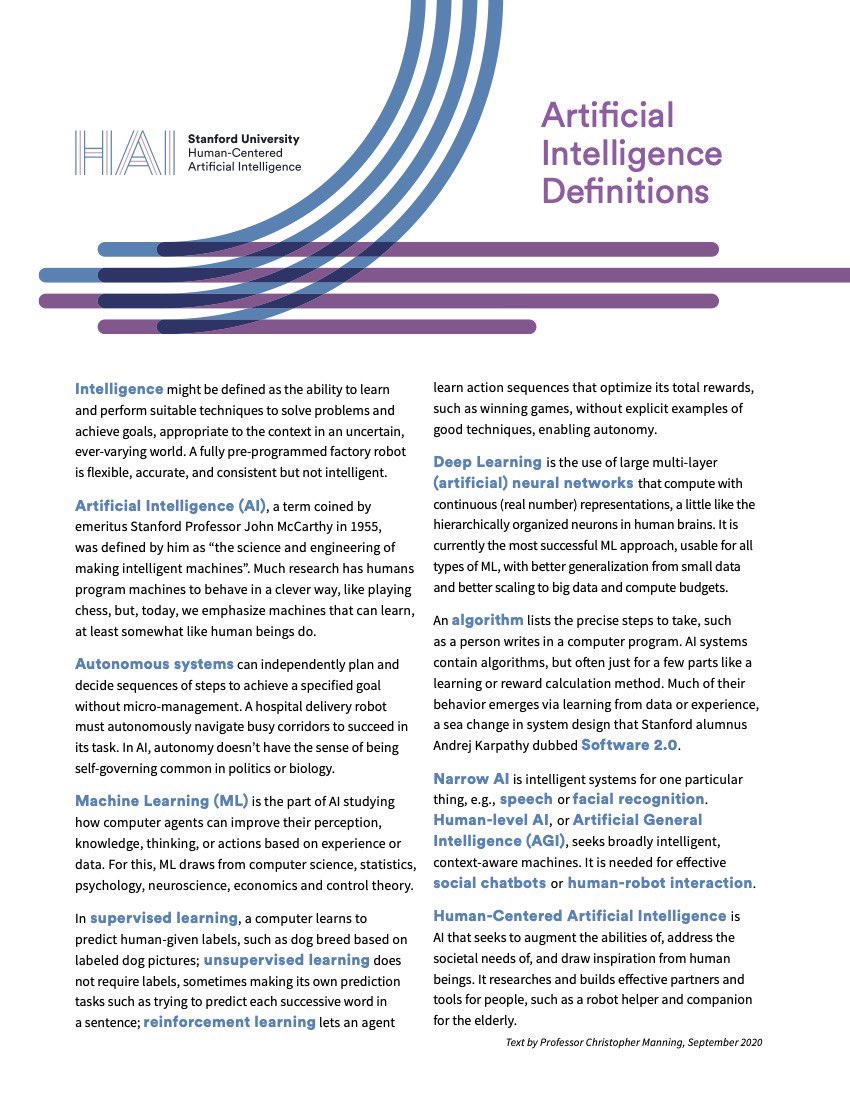 HAI
Stanford University
Human-Centered
Artificial Intelligence
Artificial
Intelligence
Definitions
Intelligence might be defined as the ability to learn
and perform suitable techniques to solve problems and
achieve goals, appropriate to the context in an uncertain,
ever-varying world. A fully pre-programmed factory robot
is flexible, accurate, and consistent but not intelligent.
Artificial Intelligence (AI), a term coined by
emeritus Stanford Professor John McCarthy in 1955,
was defined by him as “the science and engineering of
making intelligent machines”. Much research has humans
program machines to behave in a clever way, like playing
chess, but, today, we emphasize machines that can learn,
at least somewhat like human beings do.
Autonomous systems can independently plan and
decide sequences of steps to achieve a specified goal
without micro-management. A hospital delivery robot
must autonomously navigate busy corridors to succeed in
its task. In AI, autonomy doesn’t have the sense of being
self-governing common in politics or biology.
Machine Learning (ML) is the part of AI studying
how computer agents can improve their perception,
knowledge, thinking, or actions based on experience or
data. For this, ML draws from computer science, statistics,
psychology, neuroscience, economics and control theory.
In supervised learning, a computer learns to
predict human-given labels, such as dog breed based on
labeled dog pictures; unsupervised learning does
not require labels, sometimes making its own prediction
tasks such as trying to predict each successive word in
a sentence; reinforcement learning lets an agent
learn action sequences that optimize its total rewards,
such as winning games, without explicit examples of
good techniques, enabling autonomy.
Deep Learning is the use of large multi-layer
(artificial) neural networks that compute with
continuous (real number) representations, a little like the
hierarchically organized neurons in human brains. It is
currently the most successful ML approach, usable for all
types of ML, with better generalization from small data
and better scaling to big data and compute budgets.
An algorithm lists the precise steps to take, such
as a person writes in a computer program. AI systems
contain algorithms, but often just for a few parts like a
learning or reward calculation method. Much of their
behavior emerges via learning from data or experience,
a sea change in system design that Stanford alumnus
Andrej Karpathy dubbed Software 2.0.
Narrow AI is intelligent systems for one particular
thing, e.g., speech or facial recognition.
Human-level AI, or Artificial General
Intelligence (AGI), seeks broadly intelligent,
context-aware machines. It is needed for effective
social chatbots or human-robot interaction.
Human-Centered Artificial Intelligence is
AI that seeks to augment the abilities of, address the
societal needs of, and draw inspiration from human
beings. It researches and builds effective partners and
tools for people, such as a robot helper and companion
for the elderly.
Text by Professor Christopher Manning, September 2020